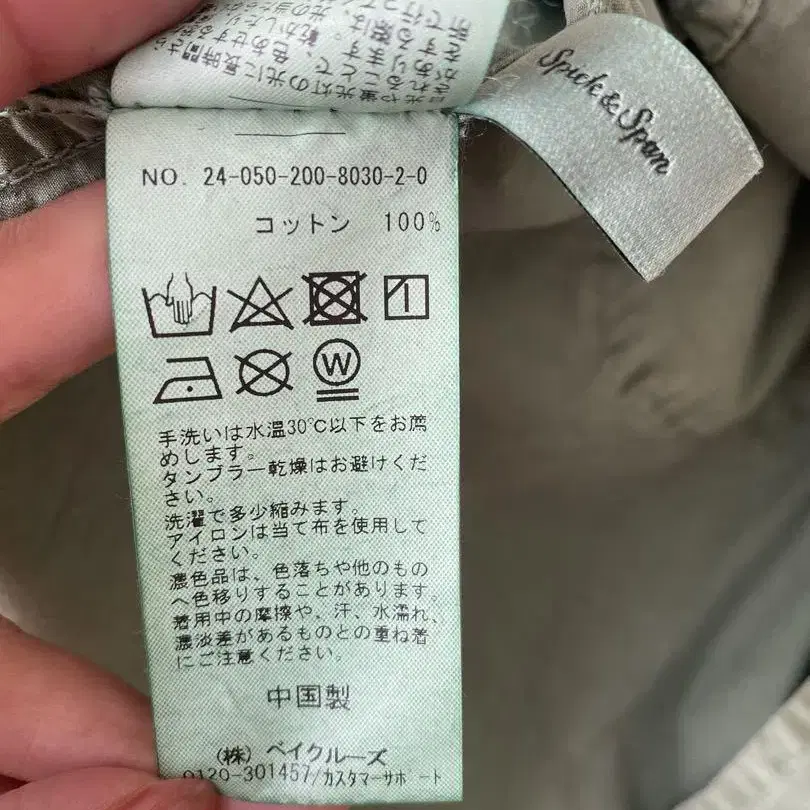 Spick & Span
NO. 24-050-200-8030-2-0
コットン 100%
W
手洗いは水温30℃以下をお薦
めします。
タンブラー乾燥はお避けくだ
さい。
洗濯で多少縮みます。
アイロンは当て布を使用して
ください。
濃色品は、色落ちや他のもの
へ色移りすることがあります。
着用中の摩擦や、汗、水濡れ、
濃淡差があるものとの重ね着
にご注意ください。
中国製
(株) ベイクルーズ
0120-301457/カスタマーサポート